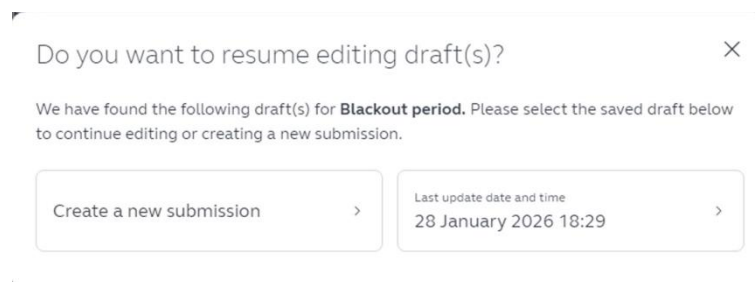 Do you want to resume editing draft(s)?
We have found the following draft(s) for Blackout period. Please select the saved draft below
to continue editing or creating a new submission.
Create a new submission
Last update date and time
28 January 2026 18:29